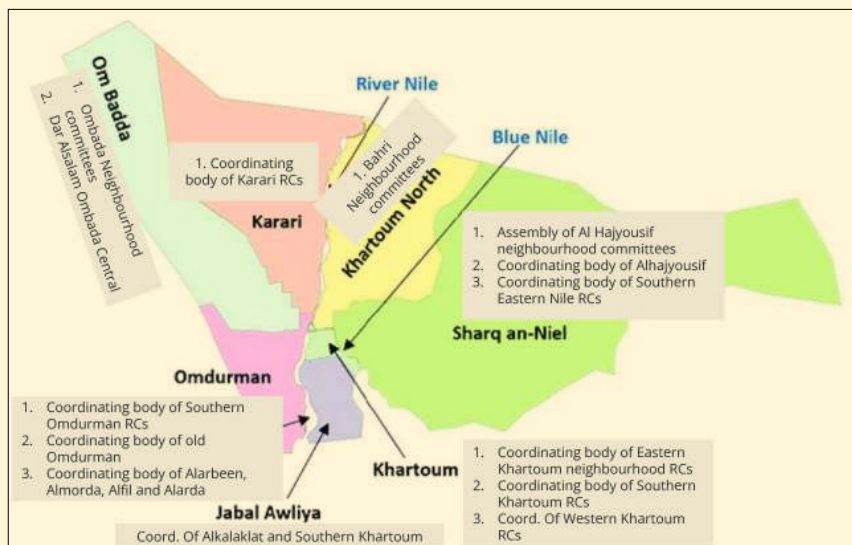 Om Badda
1. Ombada Neighbourhood
committees
2. Dar Alsalam Ombada Central
River Nile
Blue Nile
1. Coordinating
body of Karari RCs
Karari
1. Bahri
Neighbourhood
committees
Khartoum North
1. Assembly of Al Hajyousif
neighbourhood committees
2. Coordinating body of Alhajyousif
3. Coordinating body of Southern
Eastern Nile RCs
Sharq an-Niel
Omdurman
1. Coordinating body of Southern
Omdurman RCs
2. Coordinating body of old
Omdurman
3. Coordinating body of Alarbeen,
Almorda, Alfil and Alarda
Khartoum
1. Coordinating body of Eastern
Khartoum neighbourhood RCs
2. Coordinating body of Southern
Khartoum RCs
3. Coord. Of Western Khartoum
RCs
Jabal Awliya
Coord. Of Alkalaklat and Southern Khartoum